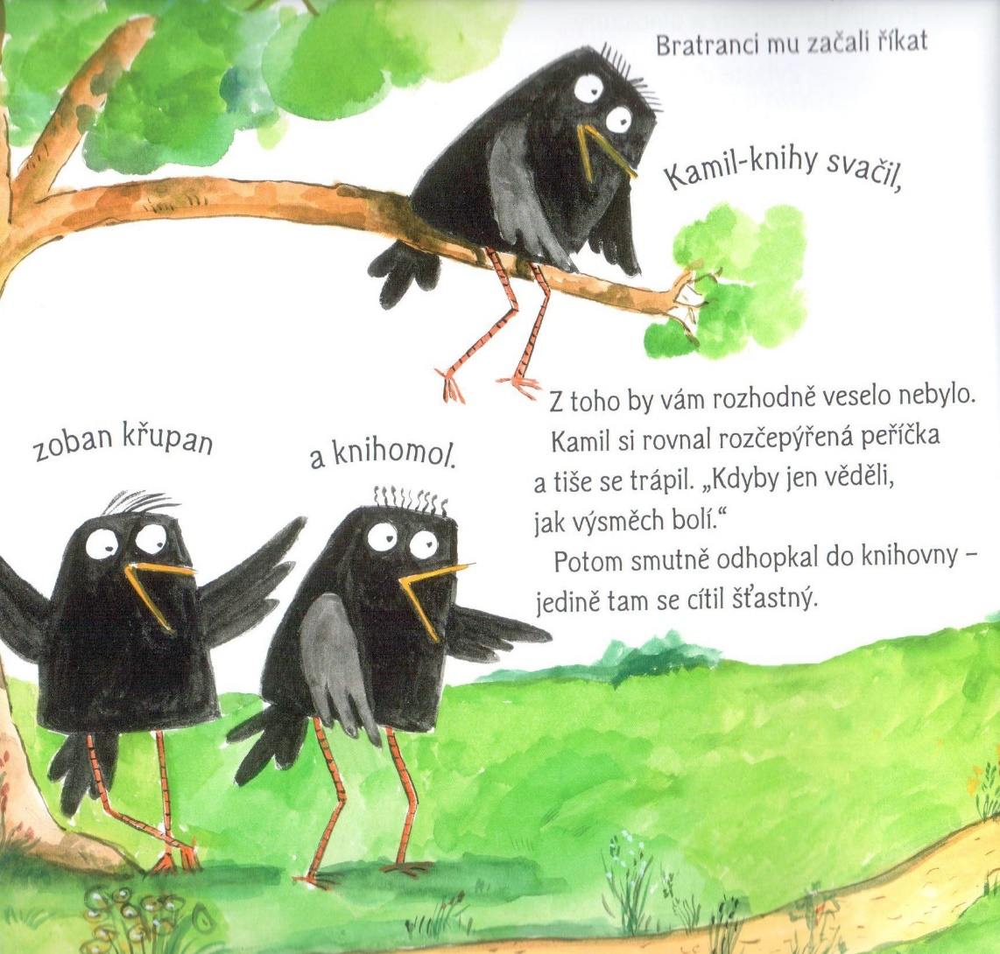 Bratranci mu začali říkat
Kamil-knihy svačil,
zoban křupan
a knihomol.
Z toho by vám rozhodně veselo nebylo.
Kamil si rovnal rozčepýřená peříčka
a tiše se trápil. „Kdyby jen věděli,
jak výsměch bolí.“
Potom smutně odhopkal do knihovny –
jedině tam se cítil šťastný.